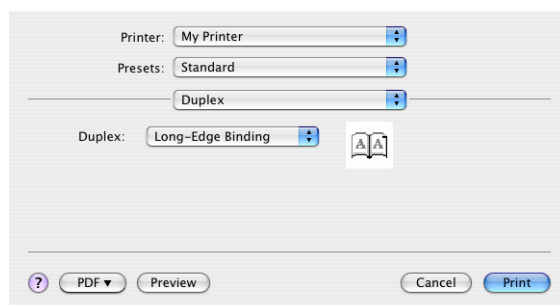 Printer: My Printer
Presets: Standard
Duplex
Duplex: Long-Edge Binding
A A
? PDF▼ Preview Cancel Print